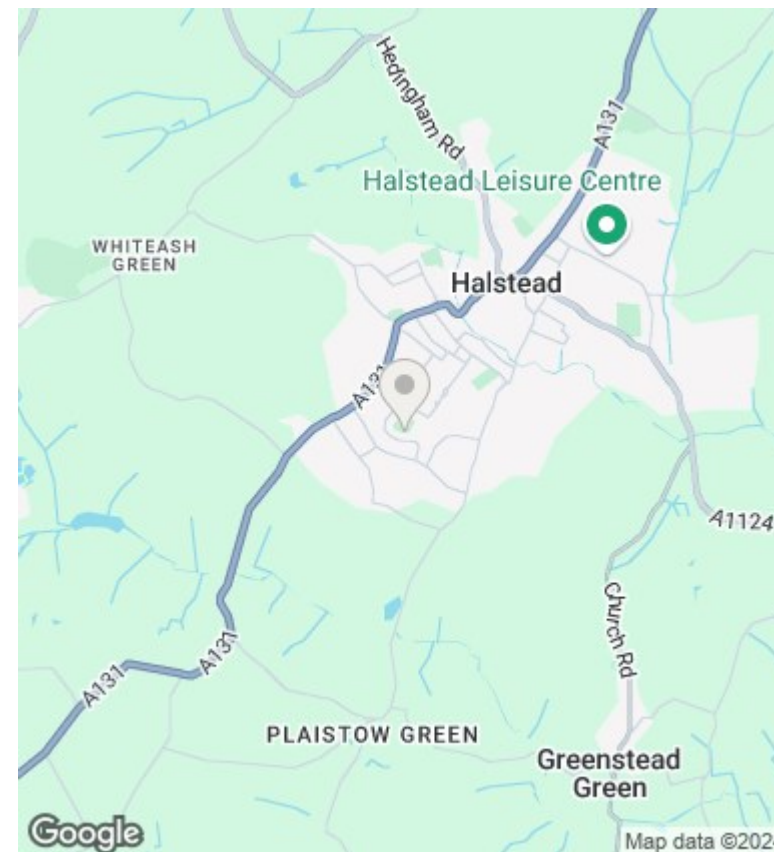 Hedingham Rd
A131
Halstead Leisure Centre
WHITEASH
GREEN
Halstead
A131
A1124
Church Rd
A131
A131
PLAISTOW GREEN
Greenstead
Green
Google
Map data ©202